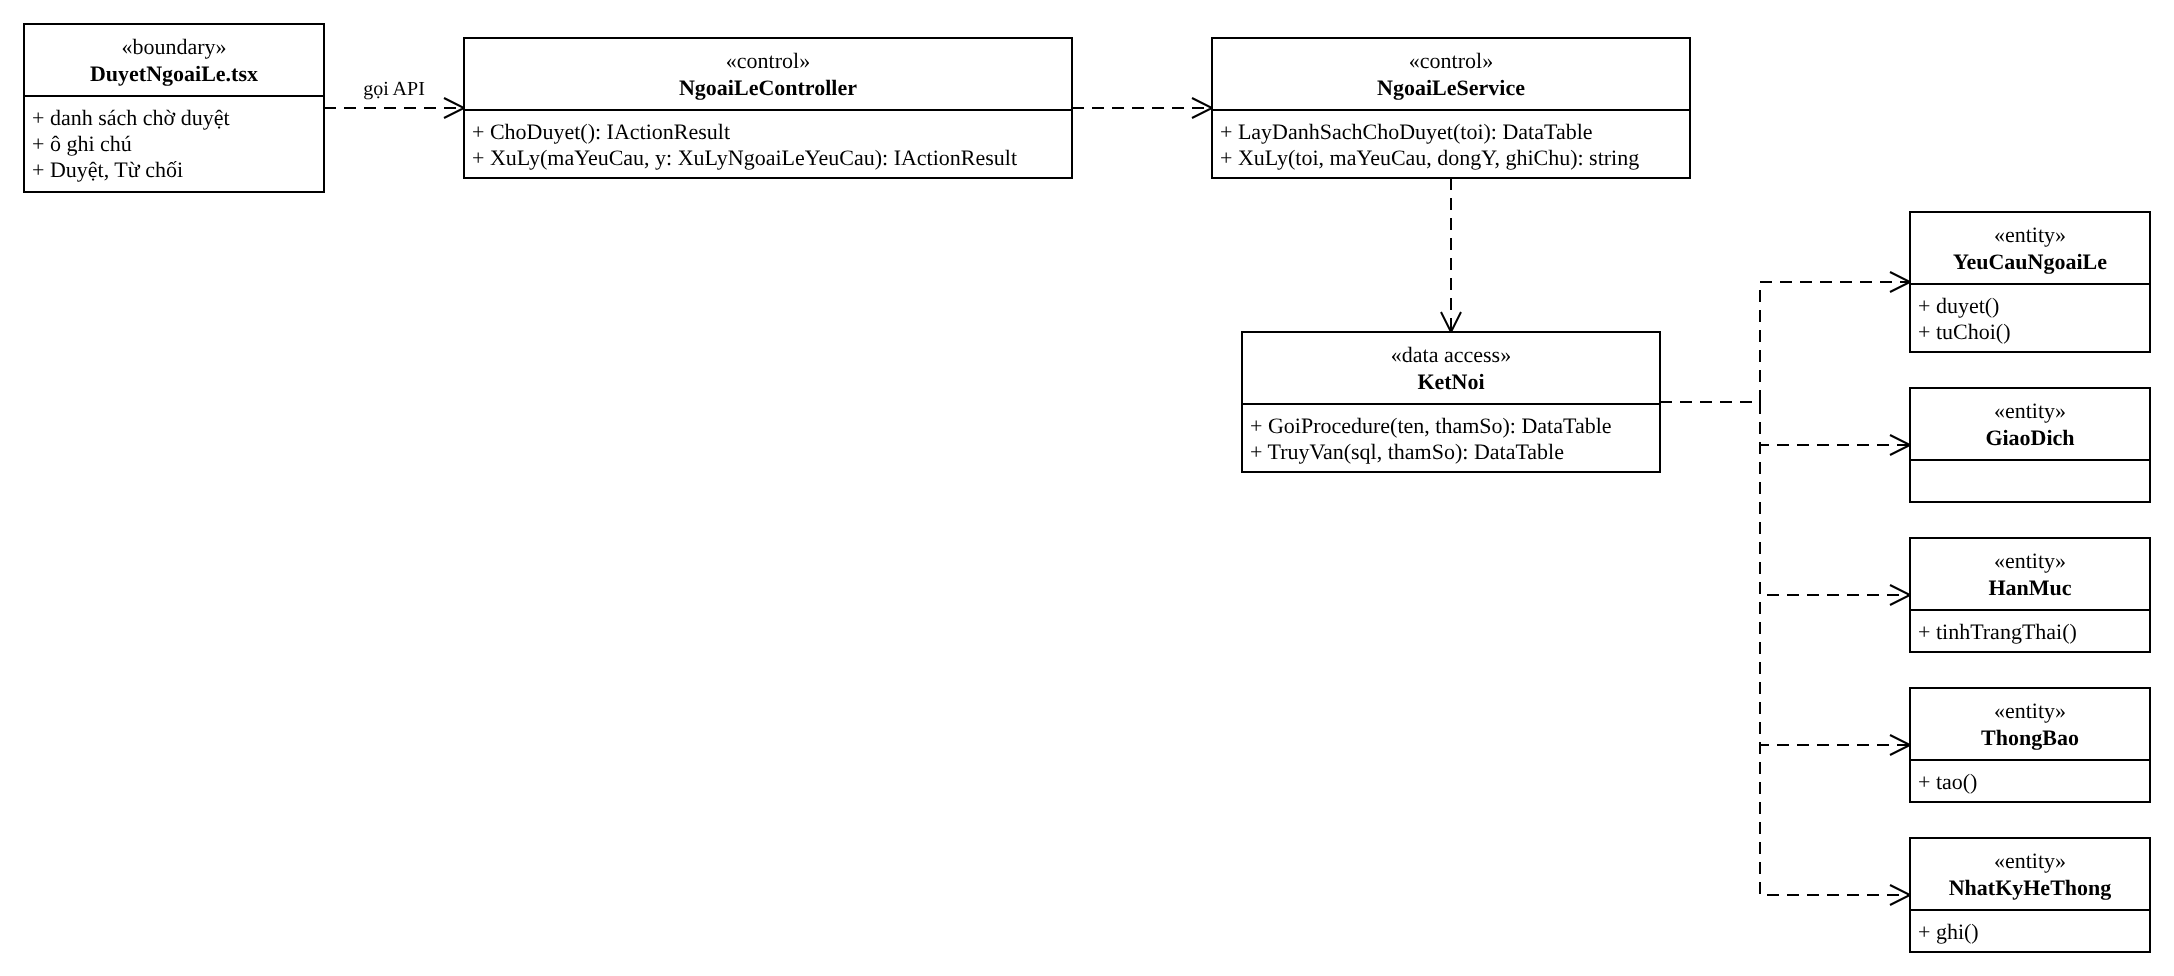 «boundary»
DuyetNgoaiLe.tsx
+ danh sách chờ duyệt
+ ô ghi chú
+ Duyệt, Từ chối
gọi API
«control»
NgoaiLeController
+ ChoDuyet(): IActionResult
+ XuLy(maYeuCau, y: XuLyNgoaiLeYeuCau): IActionResult
«control»
NgoaiLeService
+ LayDanhSachChoDuyet(toi): DataTable
+ XuLy(toi, maYeuCau, dongY, ghiChu): string
«data access»
KetNoi
+ GoiProcedure(ten, thamSo): DataTable
+ TruyVan(sql, thamSo): DataTable
«entity»
YeuCauNgoaiLe
+ duyet()
+ tuChoi()
«entity»
GiaoDich
«entity»
HanMuc
+ tinhTrangThai()
«entity»
ThongBao
+ tao()
«entity»
NhatKyHeThong
+ ghi()